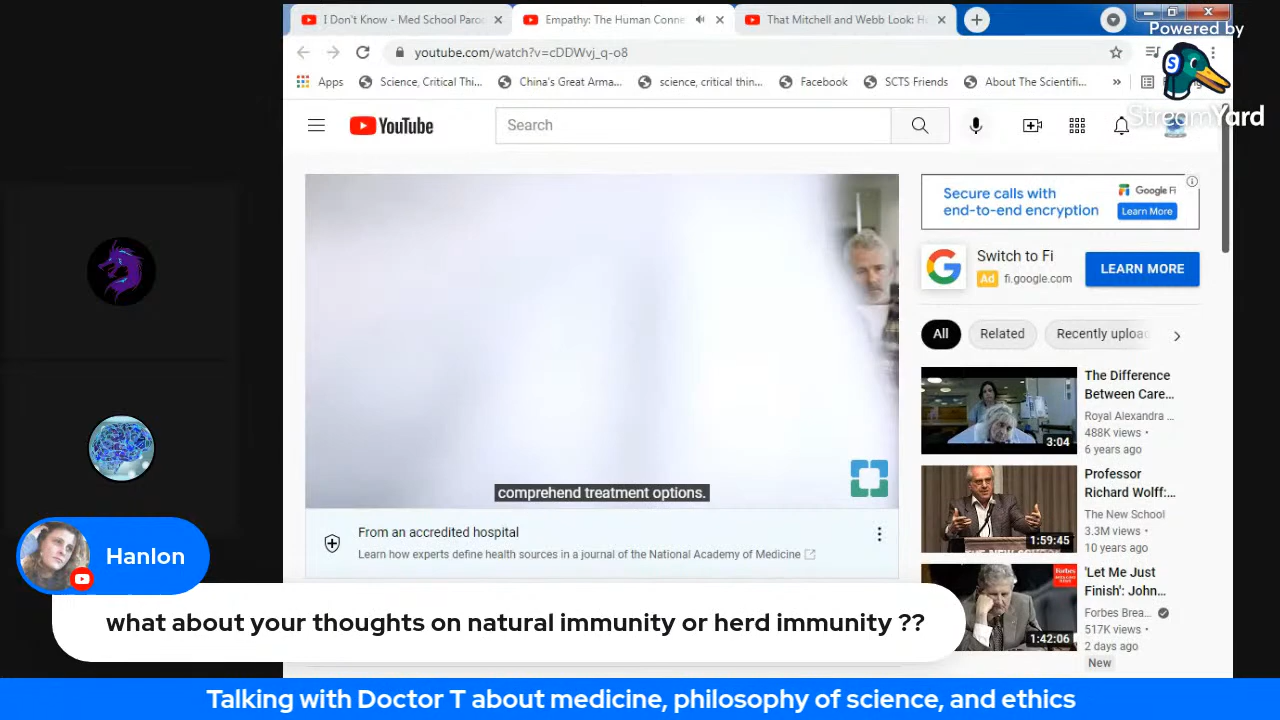 I Don't Know - Med School Paroc
Empathy: The Human Conne
That Mitchell and Webb Look: H
Powered by
StreamYard
youtube.com/watch?v=cDDWvj_q-o8
Apps
Science, Critical Thi...
China's Great Arma...
science, critical thin...
Facebook
SCTS Friends
About The Scientifi...
»
YouTube
Search
Secure calls with
end-to-end encryption
Google Fi
Learn More
Switch to Fi
Ad fi.google.com
LEARN MORE
All
Related
Recently uploa
comprehend treatment options.
From an accredited hospital
Learn how experts define health sources in a journal of the National Academy of Medicine
The Difference
Between Care...
Royal Alexandra ...
488K views •
6 years ago
3:04
Professor
Richard Wolff:...
The New School
3.3M views •
10 years ago
1:59:45
'Let Me Just
Finish': John...
Forbes Brea...
517K views •
2 days ago
New
Forbes
1:42:06
Hanlon
what about your thoughts on natural immunity or herd immunity ??
Talking with Doctor T about medicine, philosophy of science, and ethics